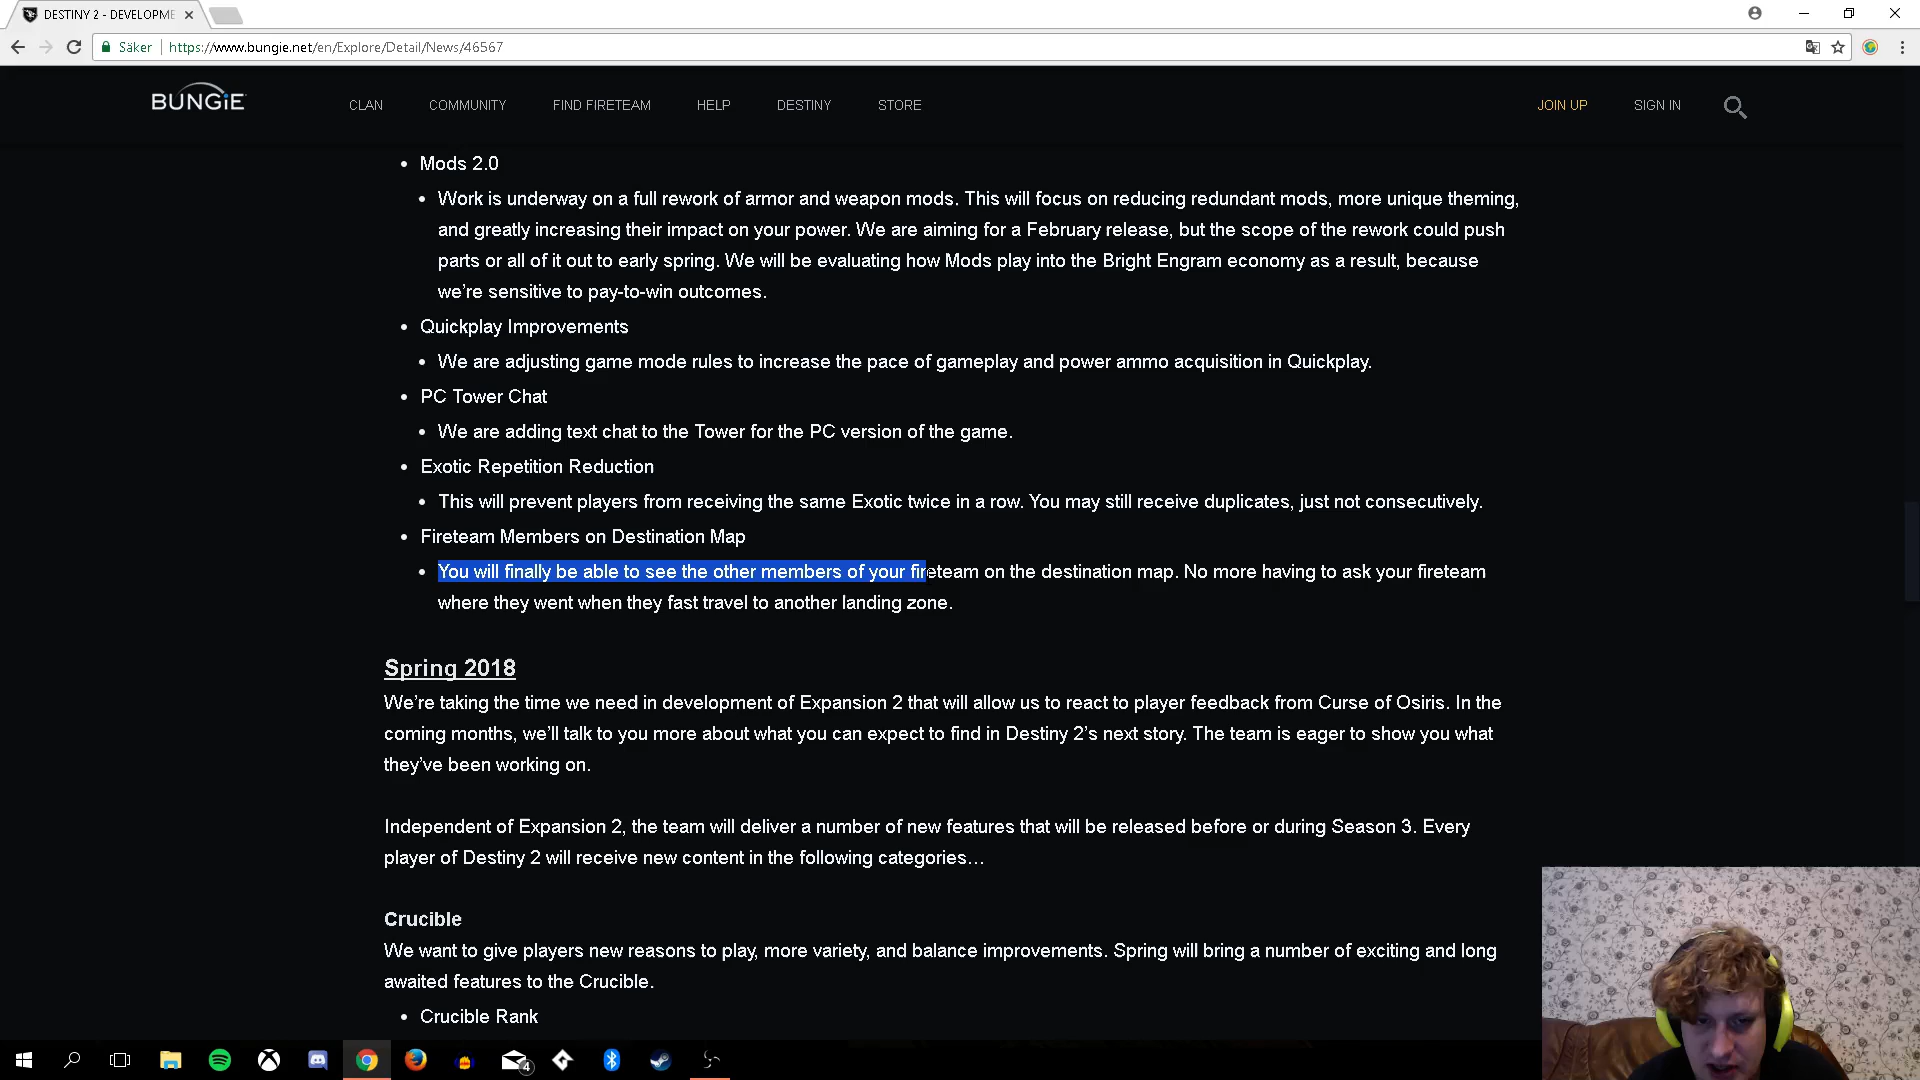 DESTINY 2 - DEVELOPME
Säker
https://www.bungie.net/en/Explore/Detail/News/46567
BUNGiE
CLAN
COMMUNITY
FIND FIRETEAM
HELP
DESTINY
STORE
JOIN UP
SIGN IN
Mods 2.0
Work is underway on a full rework of armor and weapon mods. This will focus on reducing redundant mods, more unique theming,
and greatly increasing their impact on your power. We are aiming for a February release, but the scope of the rework could push
parts or all of it out to early spring. We will be evaluating how Mods play into the Bright Engram economy as a result, because
we’re sensitive to pay-to-win outcomes.
Quickplay Improvements
We are adjusting game mode rules to increase the pace of gameplay and power ammo acquisition in Quickplay.
PC Tower Chat
We are adding text chat to the Tower for the PC version of the game.
Exotic Repetition Reduction
This will prevent players from receiving the same Exotic twice in a row. You may still receive duplicates, just not consecutively.
Fireteam Members on Destination Map
You will finally be able to see the other members of your fireteam on the destination map. No more having to ask your fireteam
where they went when they fast travel to another landing zone.
Spring 2018
We’re taking the time we need in development of Expansion 2 that will allow us to react to player feedback from Curse of Osiris. In the
coming months, we’ll talk to you more about what you can expect to find in Destiny 2’s next story. The team is eager to show you what
they’ve been working on.
Independent of Expansion 2, the team will deliver a number of new features that will be released before or during Season 3. Every
player of Destiny 2 will receive new content in the following categories…
Crucible
We want to give players new reasons to play, more variety, and balance improvements. Spring will bring a number of exciting and long
awaited features to the Crucible.
Crucible Rank
4